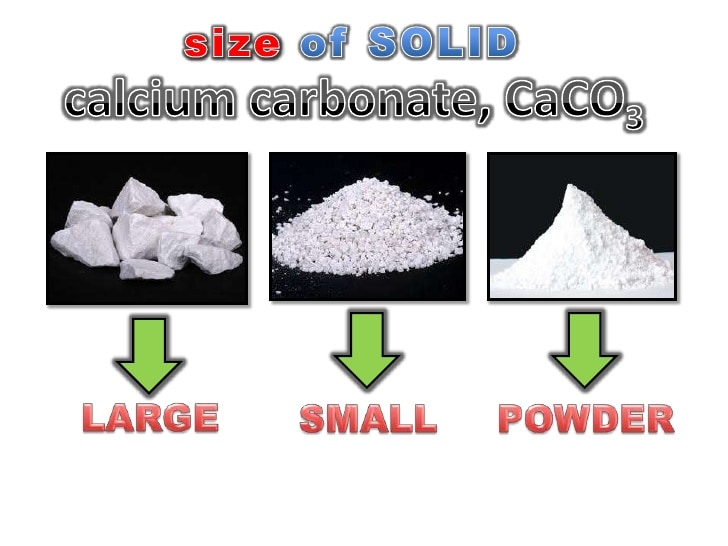 size of SOLID
calcium carbonate, CaCO₃
LARGE SMALL POWDER